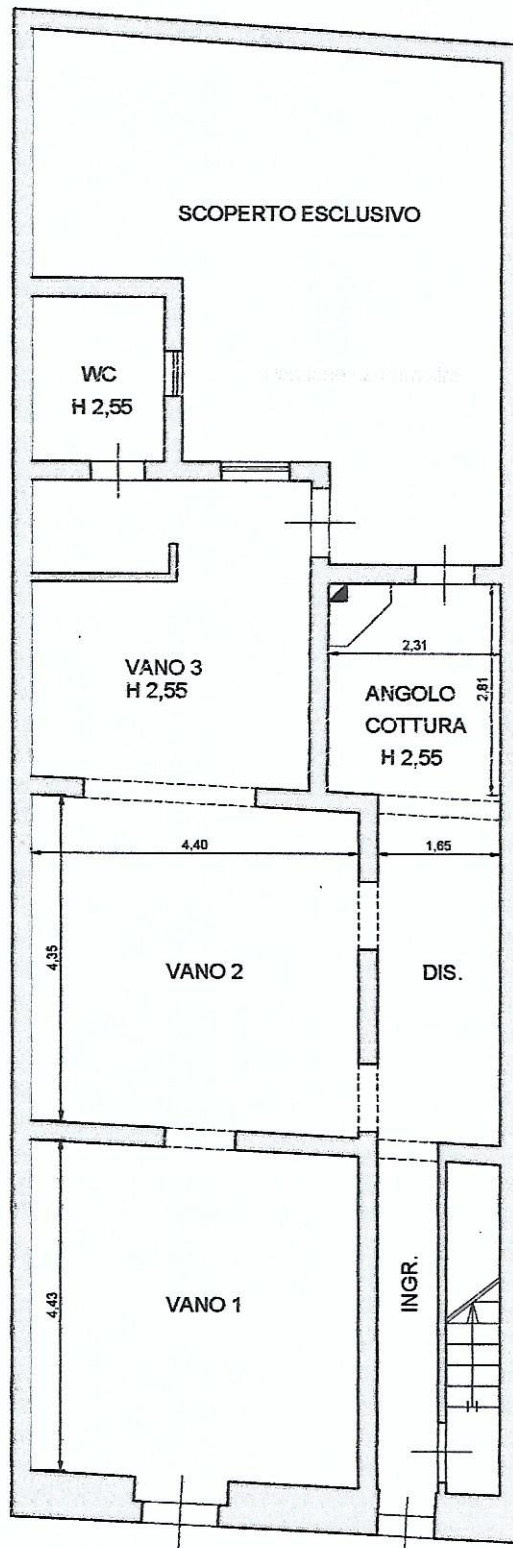 SCOPERTO ESCLUSIVO
WC
H 2,55
VANO 3
H 2,55
2,31
2,81
ANGOLO
COTTURA
H 2,55
4,40
1,65
4,35
VANO 2
DIS.
4,43
VANO 1
INGR.